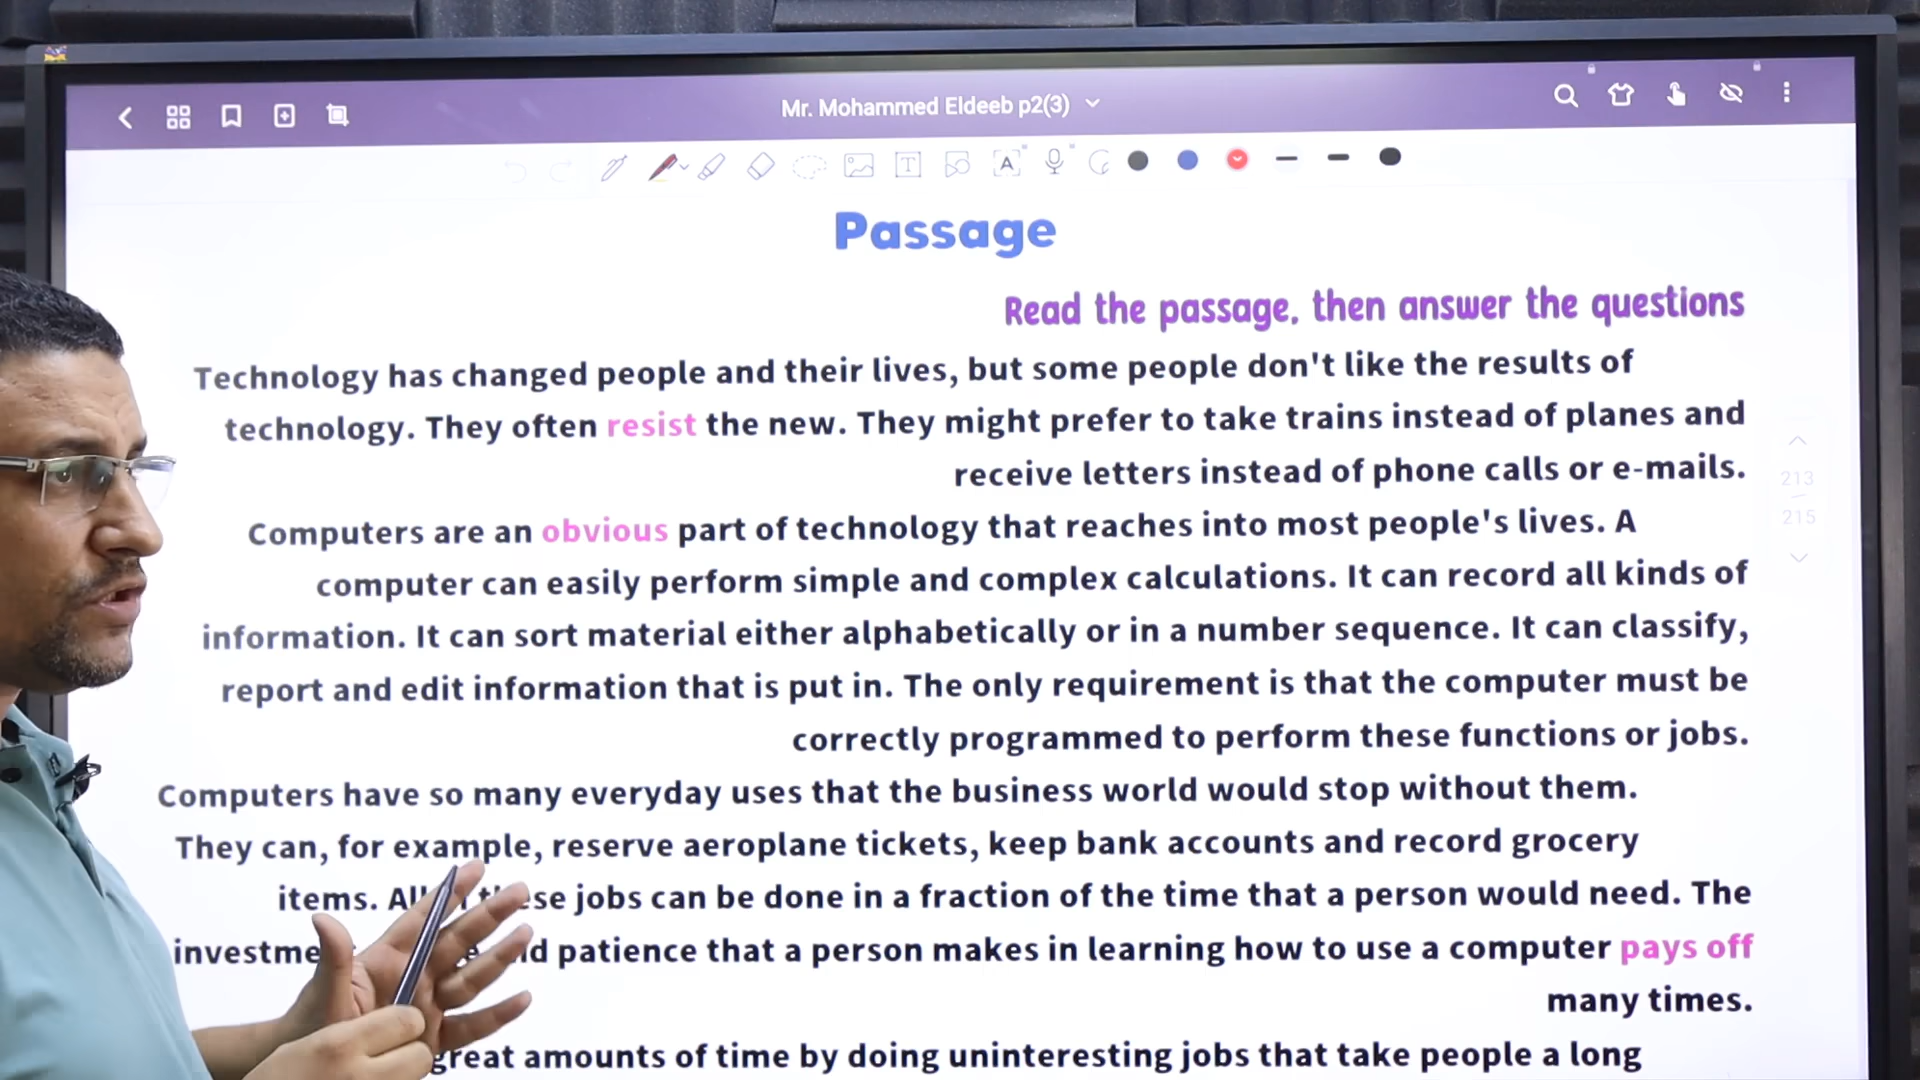 Mr. Mohammed Eldeeb p2(3)
Passage
Read the passage, then answer the questions
Technology has changed people and their lives, but some people don't like the results of
technology. They often resist the new. They might prefer to take trains instead of planes and
receive letters instead of phone calls or e-mails.
213
215
Computers are an obvious part of technology that reaches into most people's lives. A
computer can easily perform simple and complex calculations. It can record all kinds of
information. It can sort material either alphabetically or in a number sequence. It can classify,
report and edit information that is put in. The only requirement is that the computer must be
correctly programmed to perform these functions or jobs.
Computers have so many everyday uses that the business world would stop without them.
They can, for example, reserve aeroplane tickets, keep bank accounts and record grocery
items. jobs can be done in a fraction of the time that a person would need. The
patience that a person makes in learning how to use a computer pays off
many times.
great amounts of time by doing uninteresting jobs that take people a long